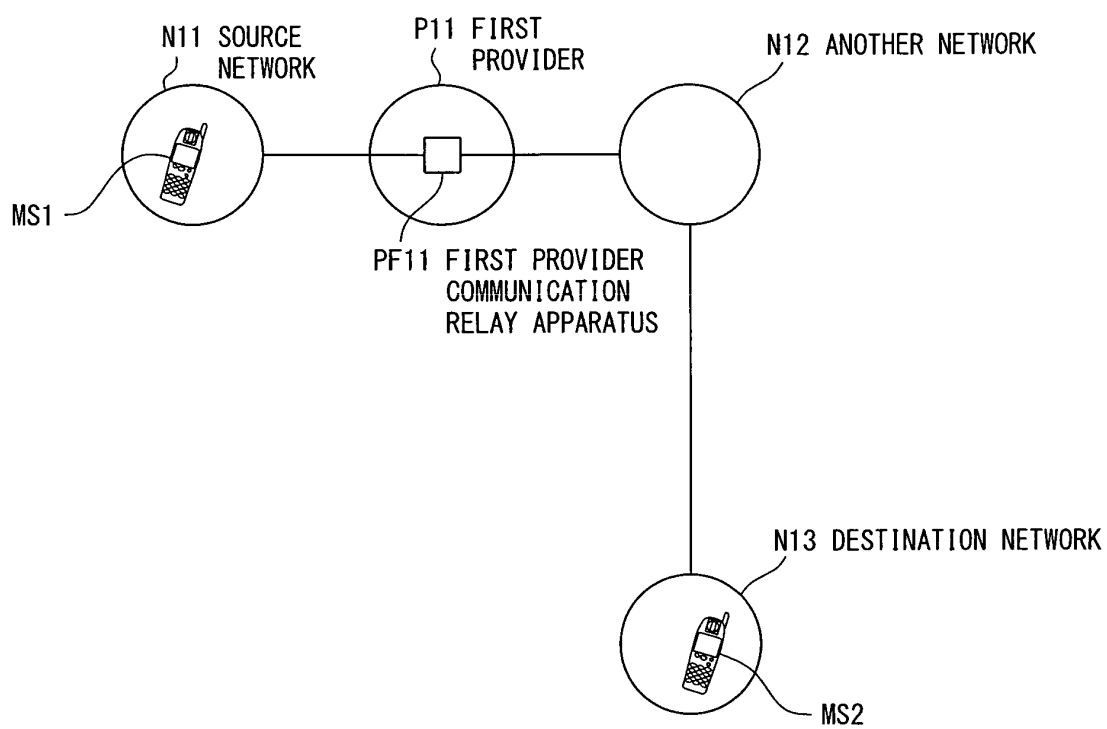 N11 SOURCE
NETWORK
P11 FIRST
PROVIDER
N12 ANOTHER NETWORK
MS1
PF11 FIRST PROVIDER
COMMUNICATION
RELAY APPARATUS
N13 DESTINATION NETWORK
MS2